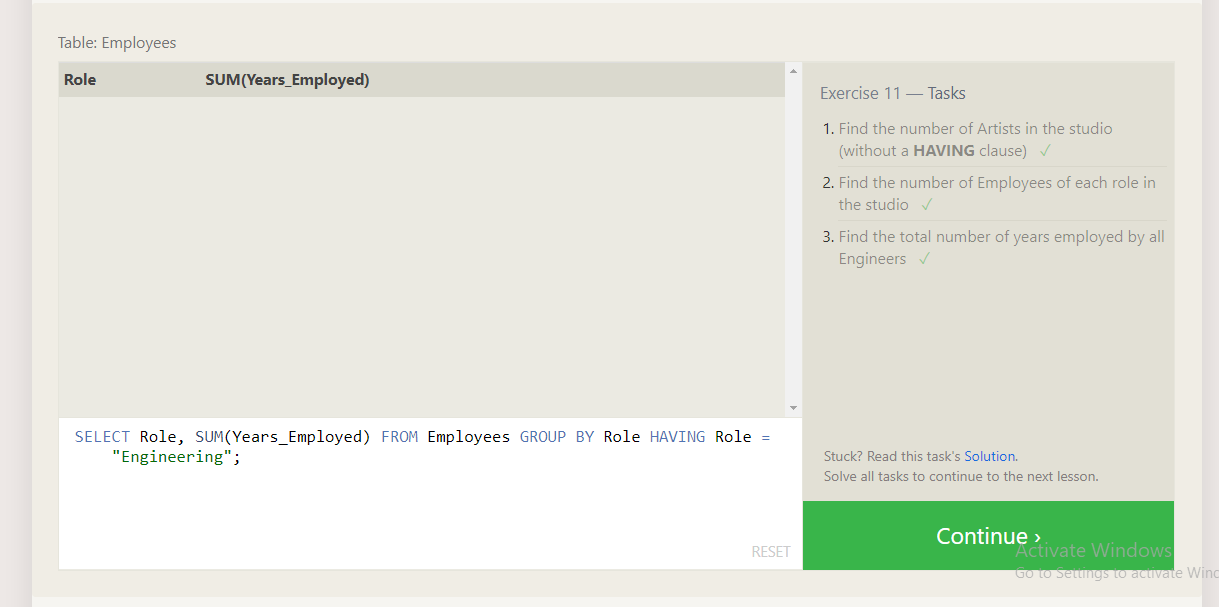 Table: Employees
Role SUM(Years_Employed)
Exercise 11 — Tasks
1. Find the number of Artists in the studio
(without a HAVING clause) ✓
2. Find the number of Employees of each role in
the studio ✓
3. Find the total number of years employed by all
Engineers ✓
SELECT Role, SUM(Years_Employed) FROM Employees GROUP BY Role HAVING Role =
"Engineering";
RESET
Stuck? Read this task's Solution.
Solve all tasks to continue to the next lesson.
Continue ›
Activate Windows
Go to Settings to activate Wind